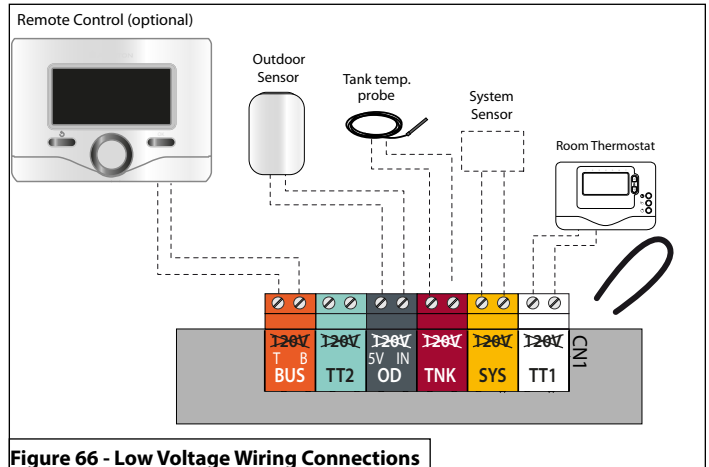 Remote Control (optional)
Outdoor
Sensor
Tank temp.
probe
System
Sensor
Room Thermostat
120V 120V 120V 120V 120V 120V
T B 5V IN
BUS TT2 OD TNK SYS TT1
CN1
Figure 66 - Low Voltage Wiring Connections